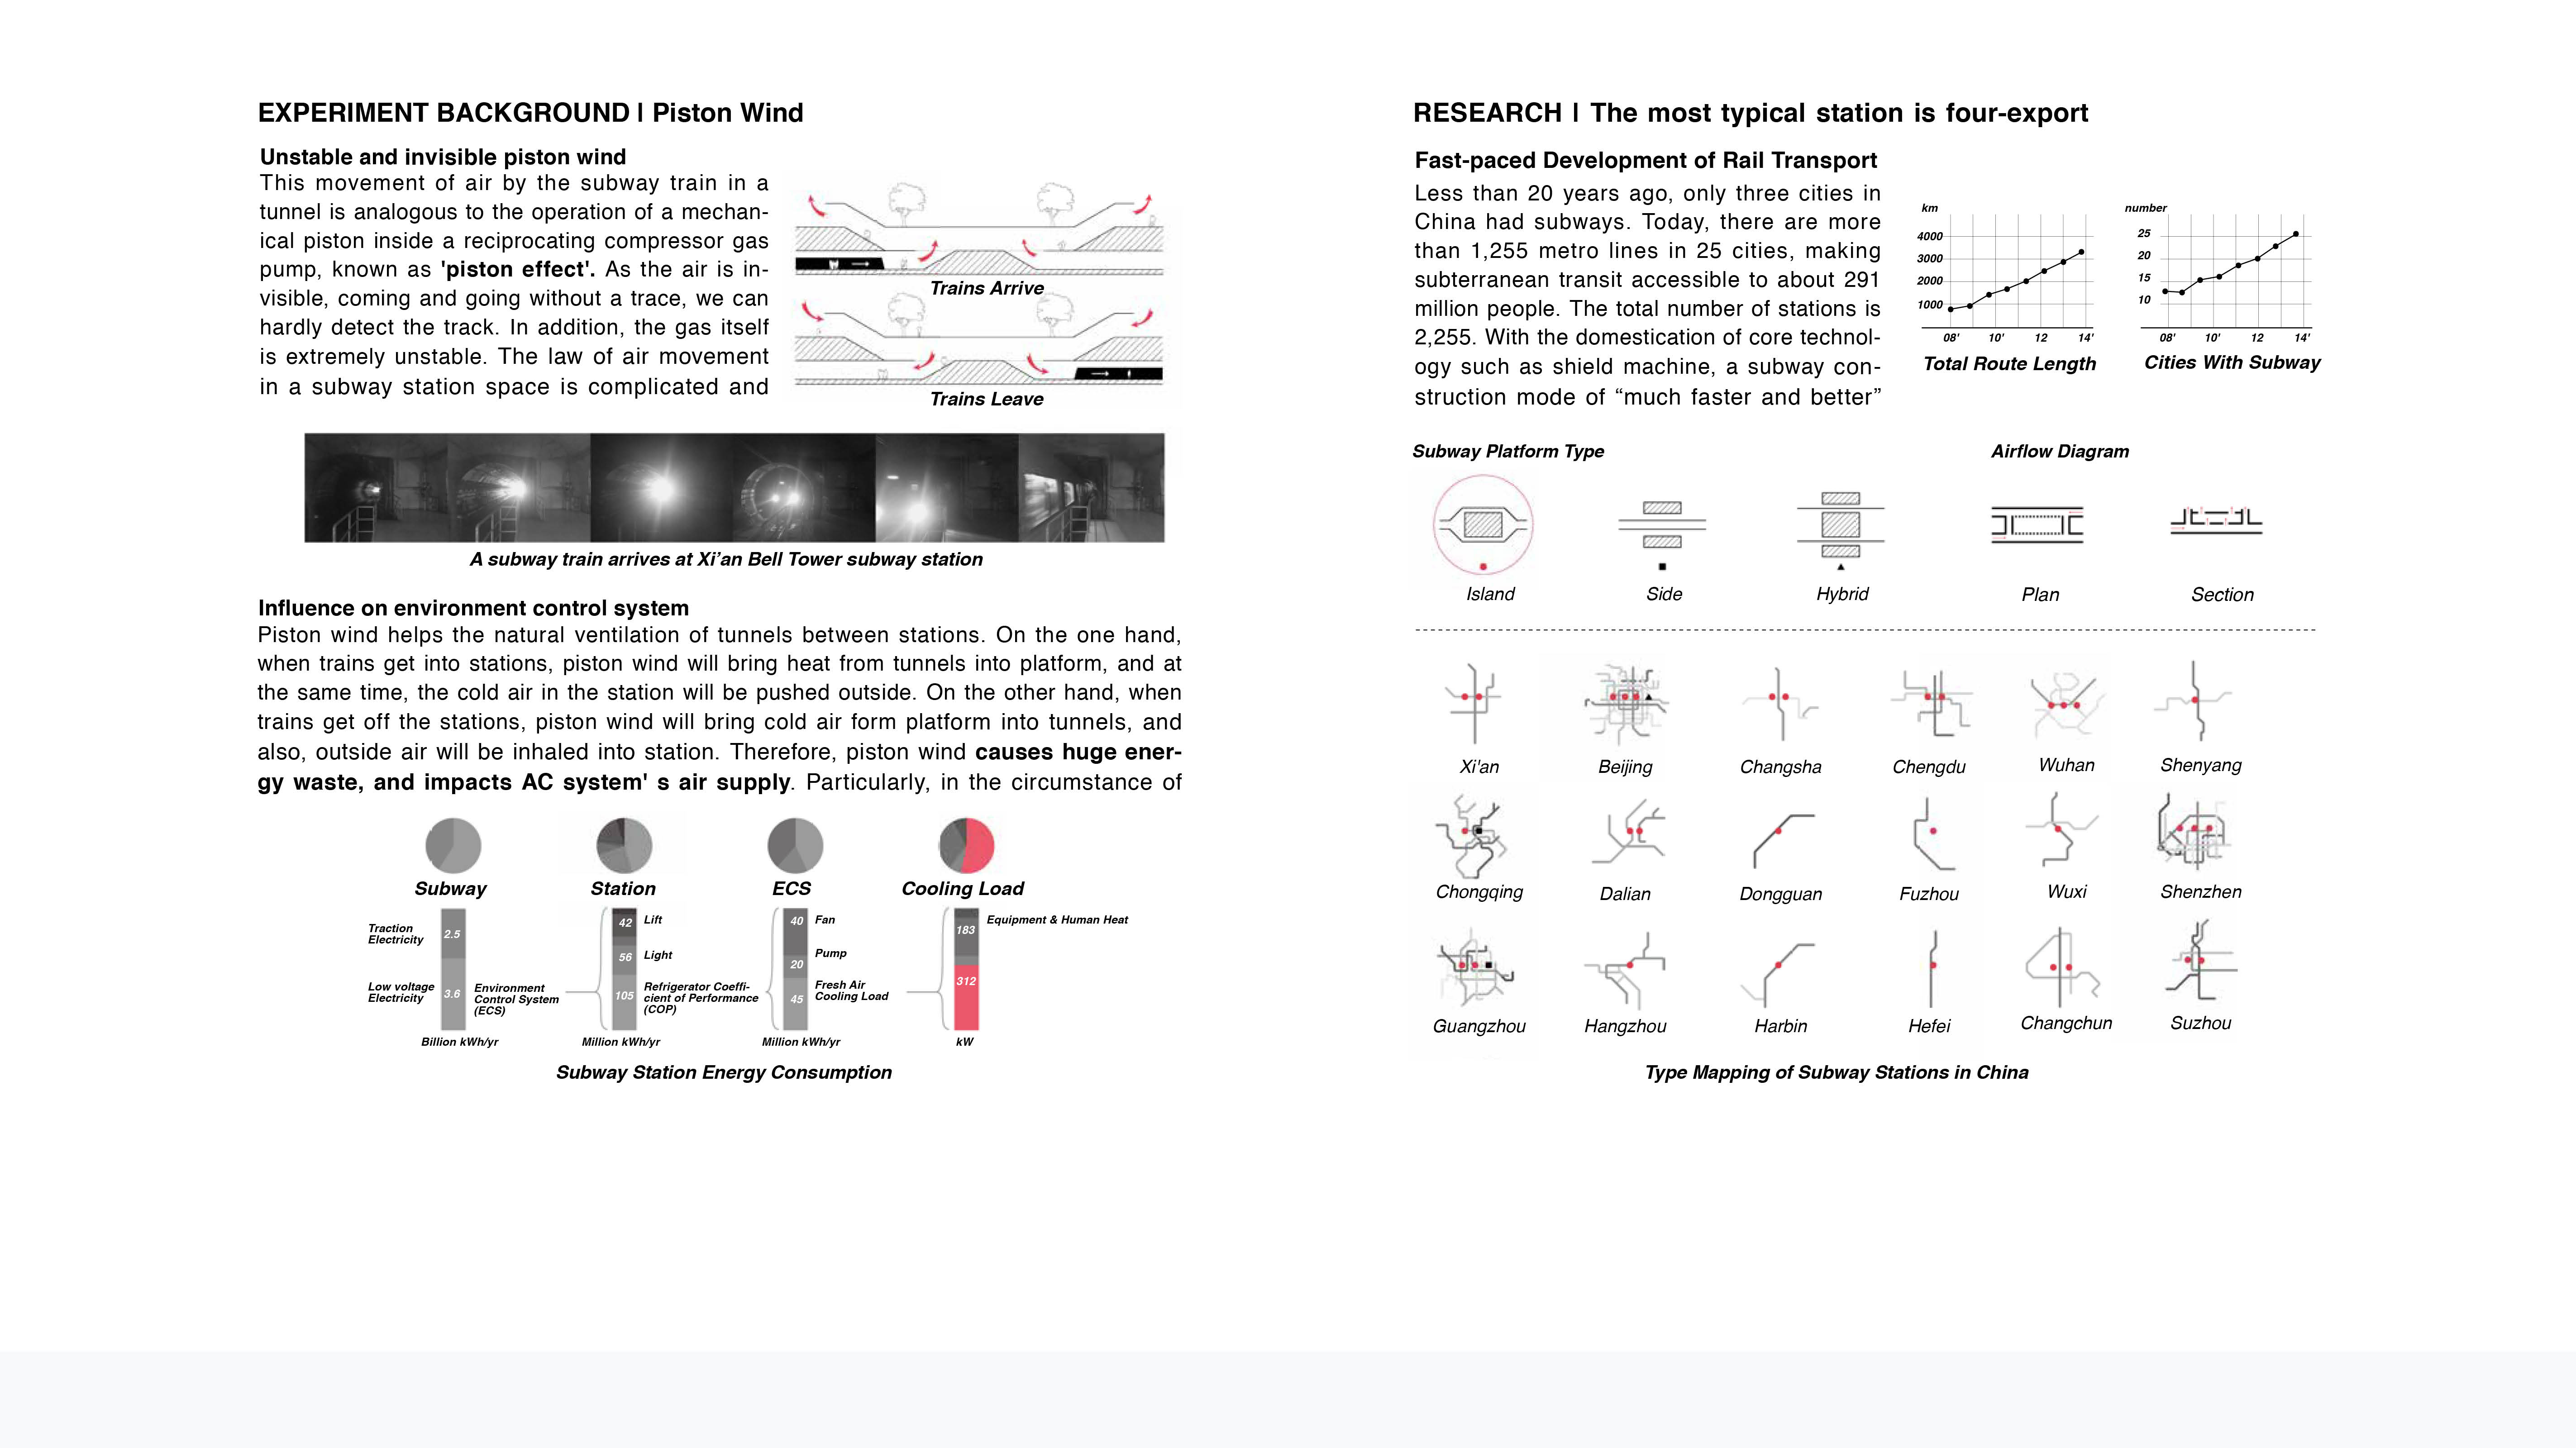 EXPERIMENT BACKGROUND | Piston Wind
Unstable and invisible piston wind
This movement of air by the subway train in a
tunnel is analogous to the operation of a mechan-
ical piston inside a reciprocating compressor gas
pump, known as 'piston effect'. As the air is in-
visible, coming and going without a trace, we can
hardly detect the track. In addition, the gas itself
is extremely unstable. The law of air movement
in a subway station space is complicated and
Trains Arrive
Trains Leave
A subway train arrives at Xi’an Bell Tower subway station
Influence on environment control system
Piston wind helps the natural ventilation of tunnels between stations. On the one hand,
when trains get into stations, piston wind will bring heat from tunnels into platform, and at
the same time, the cold air in the station will be pushed outside. On the other hand, when
trains get off the stations, piston wind will bring cold air form platform into tunnels, and
also, outside air will be inhaled into station. Therefore, piston wind causes huge ener-
gy waste, and impacts AC system' s air supply. Particularly, in the circumstance of
Subway
Traction
Electricity
2.5
Low voltage
Electricity
3.6
Environment
Control System
(ECS)
Billion kWh/yr
Station
42
Lift
56
Light
105
Refrigerator Coeffi-
cient of Performance
(COP)
Million kWh/yr
ECS
40
Fan
Pump
20
Fresh Air
Cooling Load
45
Million kWh/yr
Cooling Load
Equipment & Human Heat
183
312
kW
Subway Station Energy Consumption
RESEARCH | The most typical station is four-export
Fast-paced Development of Rail Transport
Less than 20 years ago, only three cities in
China had subways. Today, there are more
than 1,255 metro lines in 25 cities, making
subterranean transit accessible to about 291
million people. The total number of stations is
2,255. With the domestication of core technol-
ogy such as shield machine, a subway con-
struction mode of “much faster and better”
km
4000
3000
2000
1000
08' 10' 12 14'
Total Route Length
number
25
20
15
10
08' 10' 12 14'
Cities With Subway
Subway Platform Type
Airflow Diagram
Island
Side
Hybrid
Plan
Section
Xi'an
Beijing
Changsha
Chengdu
Wuhan
Shenyang
Chongqing
Dalian
Dongguan
Fuzhou
Wuxi
Shenzhen
Guangzhou
Hangzhou
Harbin
Hefei
Changchun
Suzhou
Type Mapping of Subway Stations in China